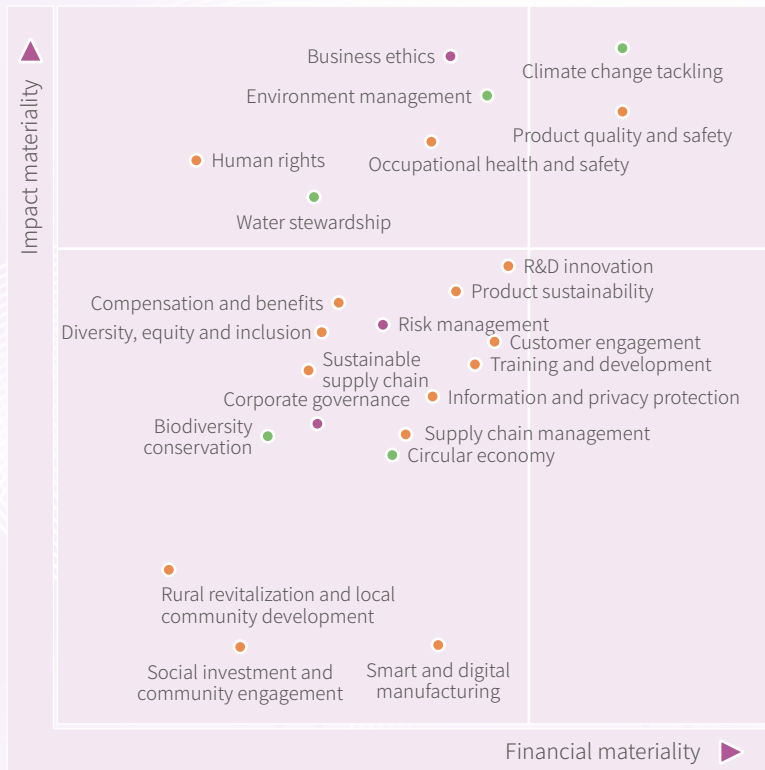 Impact materiality
Business ethics
Climate change tackling
Environment management
Product quality and safety
Human rights
Occupational health and safety
Water stewardship
R&D innovation
Product sustainability
Compensation and benefits
Risk management
Diversity, equity and inclusion
Customer engagement
Sustainable
supply chain
Training and development
Corporate governance
Information and privacy protection
Biodiversity
conservation
Supply chain management
Circular economy
Rural revitalization and local
community development
Social investment and
community engagement
Smart and digital
manufacturing
Financial materiality